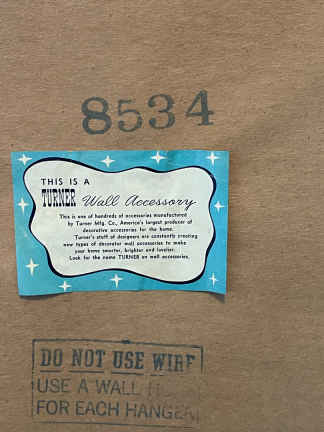 8534
THIS IS A
TURNER Wall Accessory
This is one of hundreds of accessories manufactured
by Turner Mfg. Co., America's largest producer of
decorative accessories for the home.
Turner's staff of designers are constantly creating
new types of decorator wall accessories to make
your home smarter, brighter and lovelier.
Look for the name TURNER on wall accessories.
DO NOT USE WIRE
USE A WALL
FOR EACH HANGER